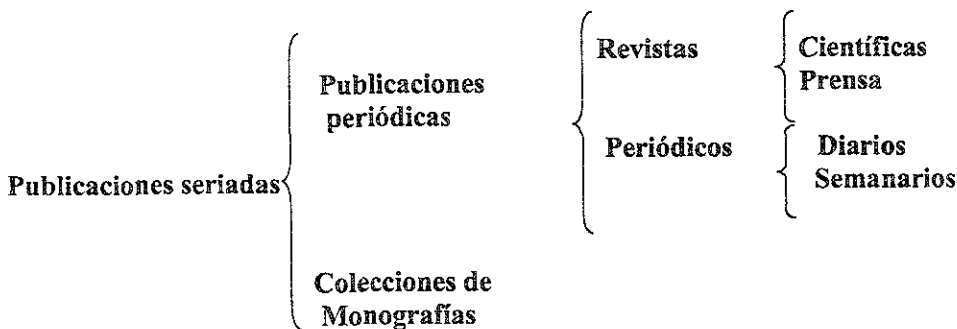 Publicaciones seriadas
Publicaciones
periódicas
Revistas
Científicas
Prensa
Periódicos
Diarios
Semanarios
Colecciones de
Monografías